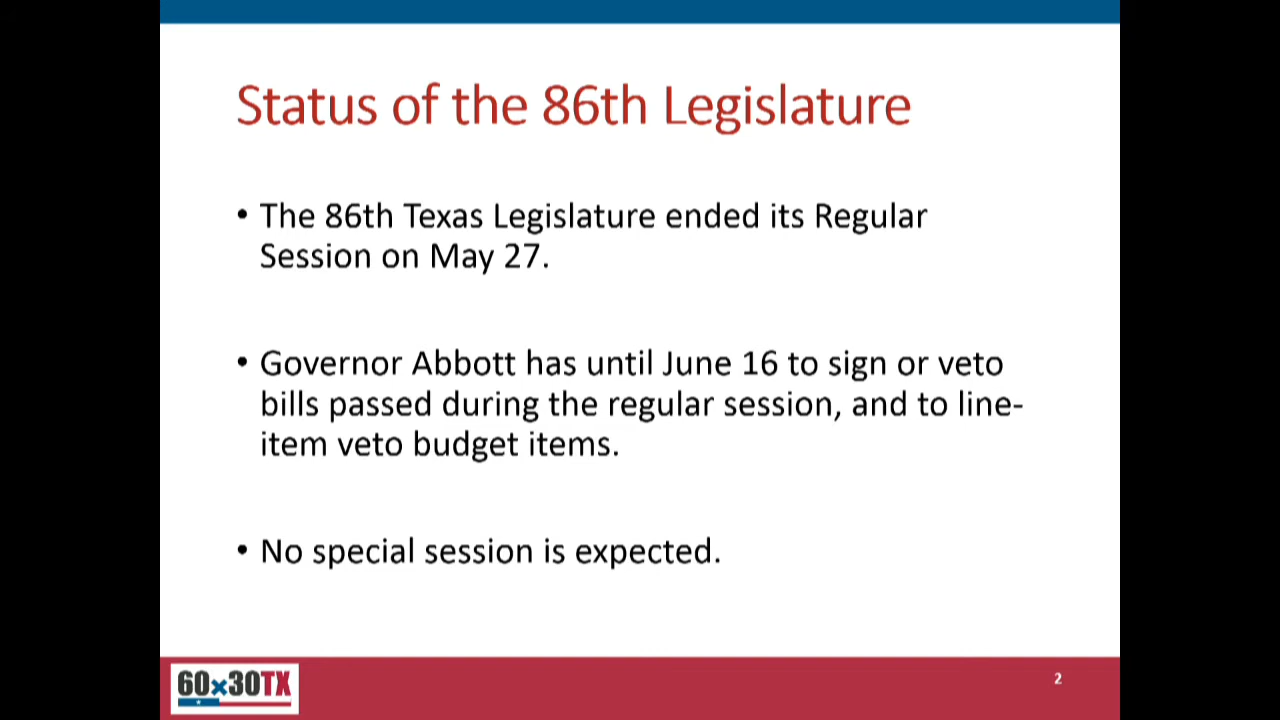 Status of the 86th Legislature
• The 86th Texas Legislature ended its Regular
Session on May 27.
• Governor Abbott has until June 16 to sign or veto
bills passed during the regular session, and to line-
item veto budget items.
• No special session is expected.
60x30TX
2